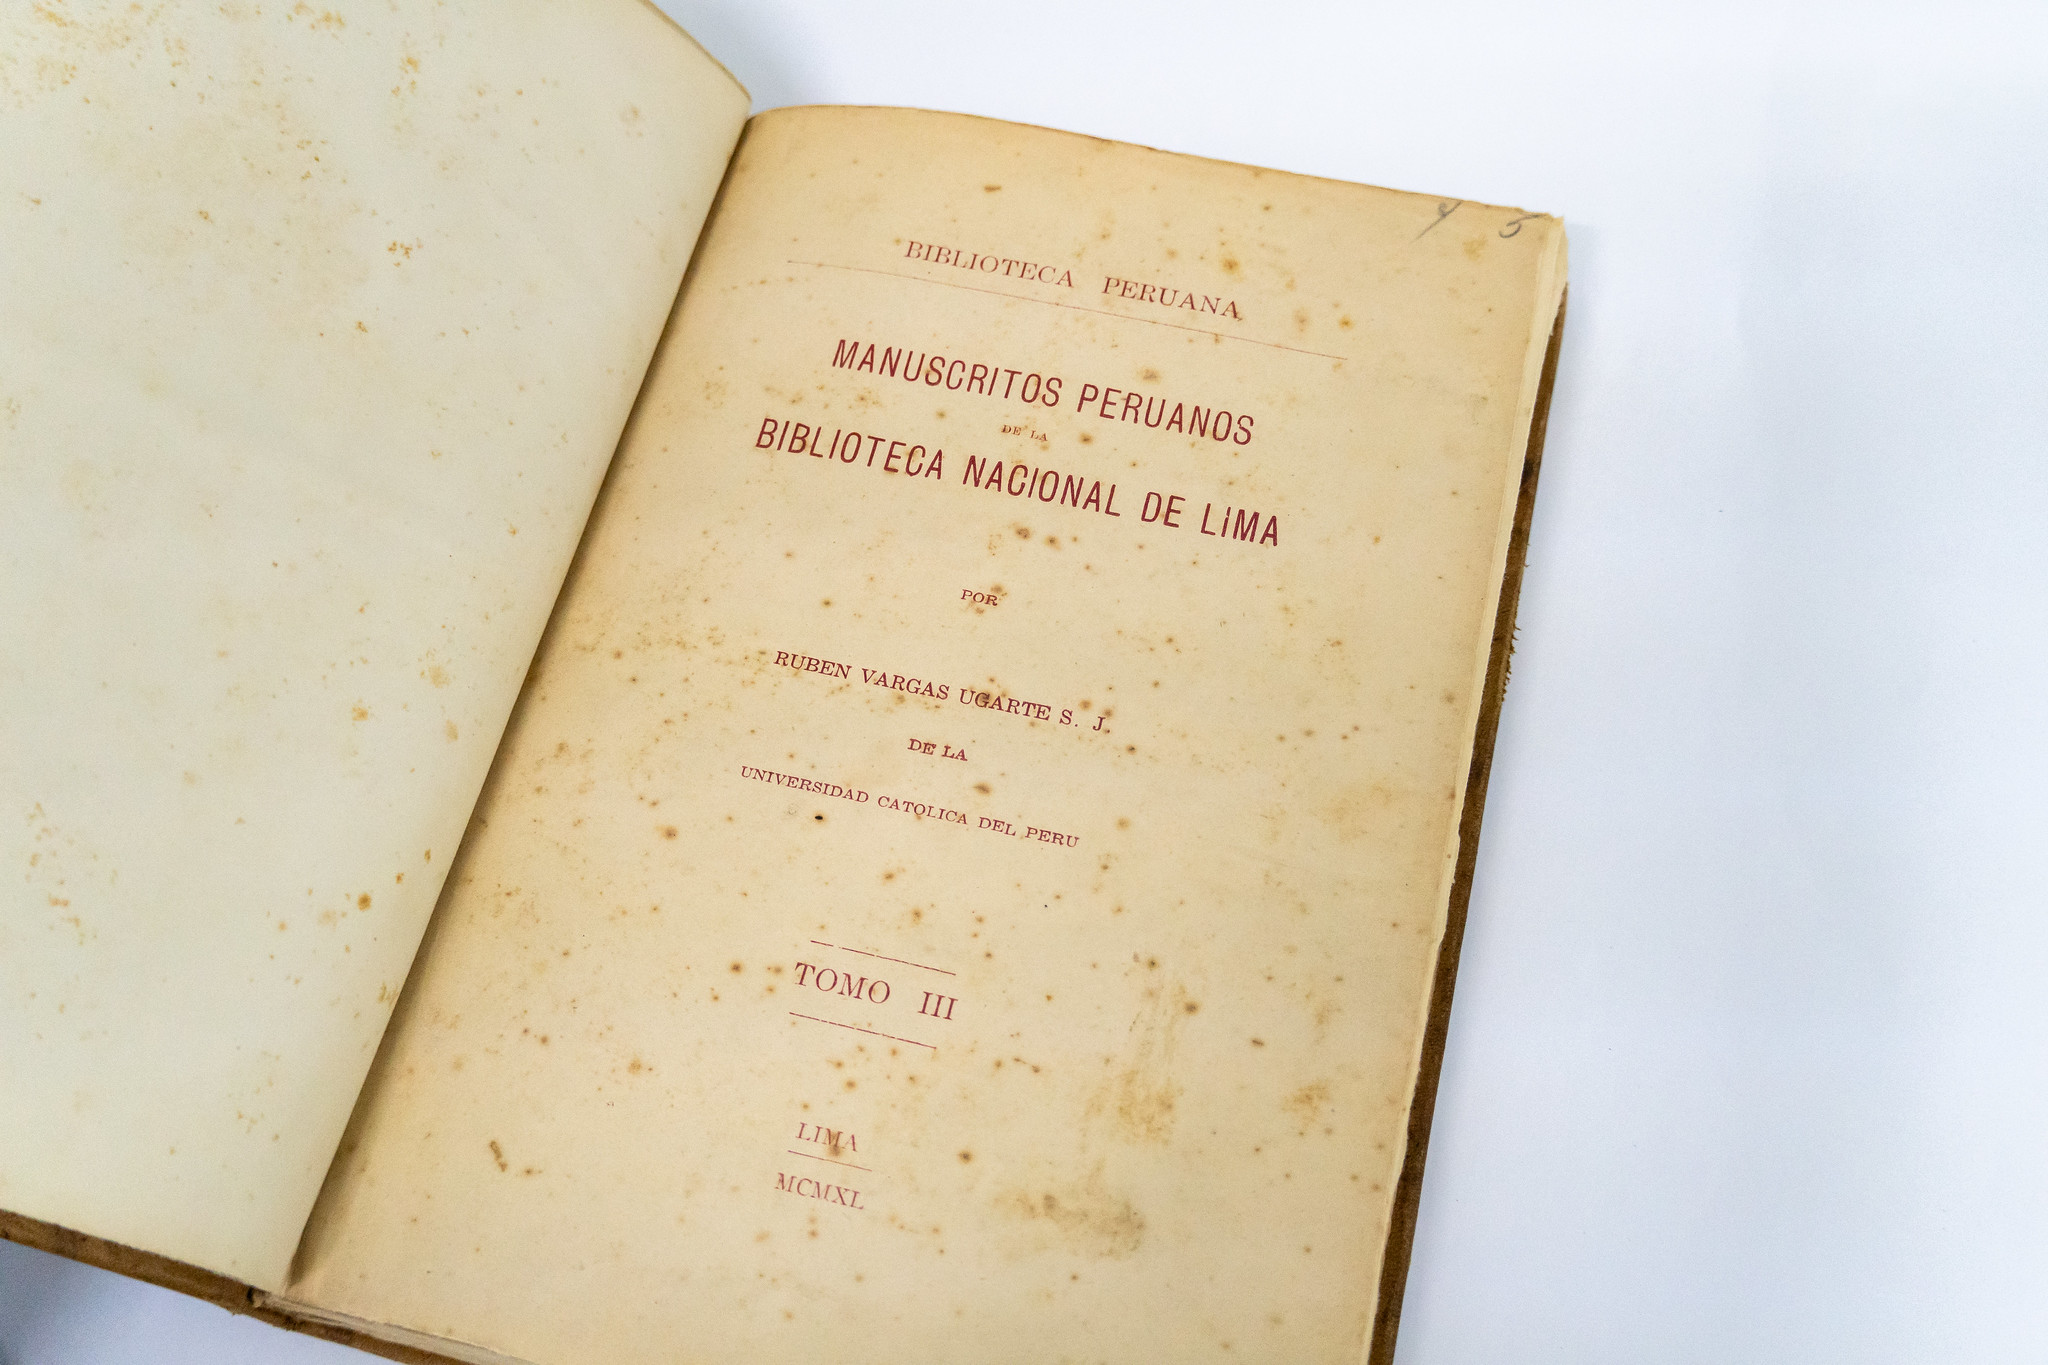 BIBLIOTECA PERUANA
MANUSCRITOS PERUANOS
DE LA
BIBLIOTECA NACIONAL DE LIMA
POR
RUBEN VARGAS UGARTE S. J.
DE LA
UNIVERSIDAD CATOLICA DEL PERU
TOMO III
LIMA
MCMXL